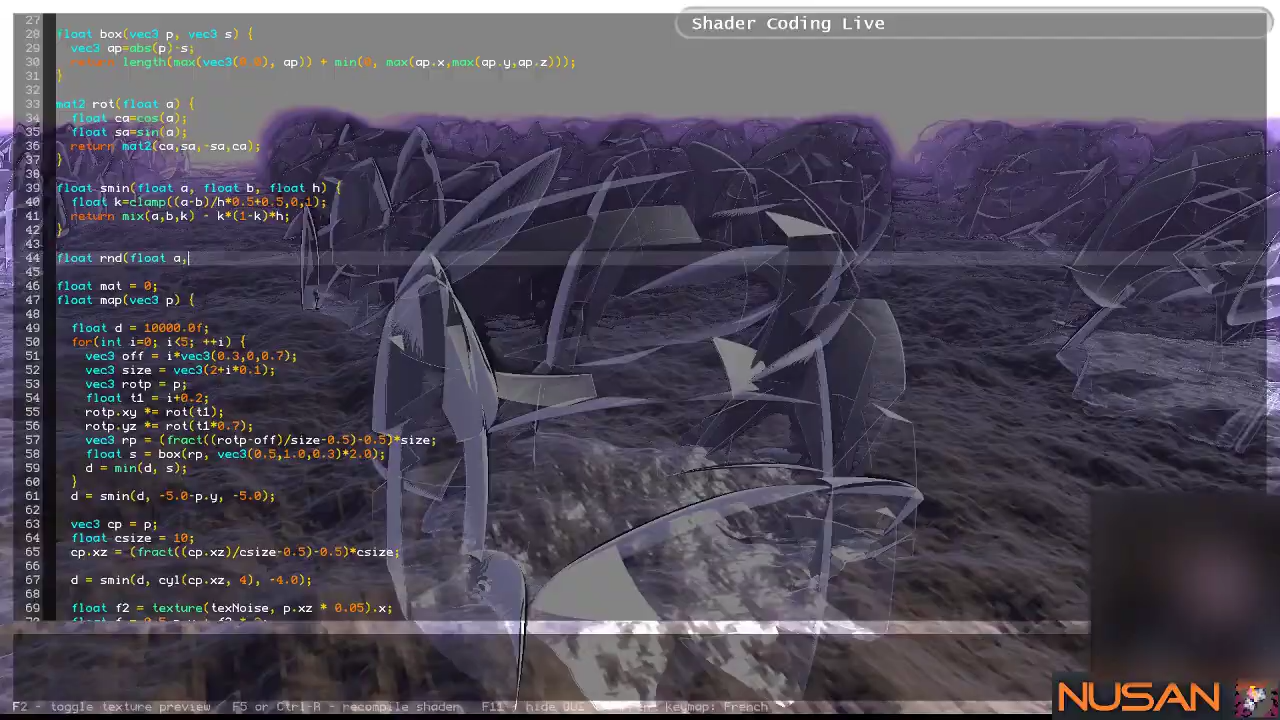 Shader Coding Live
27
28 float box(vec3 p, vec3 s) {
29 vec3 ap=abs(p)-s;
30 return length(max(vec3(0.0), ap)) + min(0, max(ap.x,max(ap.y,ap.z)));
31 }
32
33 mat2 rot(float a) {
34 float ca=cos(a);
35 float sa=sin(a);
36 return mat2(ca,sa,-sa,ca);
37 }
38
39 float smin(float a, float b, float h) {
40 float k=clamp((a-b)/h*0.5+0.5,0,1);
41 return mix(a,b,k) - k*(1-k)*h;
42 }
43
44 float rnd(float a,
45
46 float mat = 0;
47 float map(vec3 p) {
48
49 float d = 10000.0f;
50 for(int i=0; i<5; ++i) {
51 vec3 off = i*vec3(0.3,0,0.7);
52 vec3 size = vec3(2+i*0.1);
53 vec3 rotp = p;
54 float t1 = i+0.2;
55 rotp.xy *= rot(t1);
56 rotp.yz *= rot(t1*0.7);
57 vec3 rp = (fract((rotp-off)/size-0.5)-0.5)*size;
58 float s = box(rp, vec3(0.5,1.0,0.3)*2.0);
59 d = min(d, s);
60 }
61 d = smin(d, -5.0-p.y, -5.0);
62
63 vec3 cp = p;
64 float csize = 10;
65 cp.xz = (fract((cp.xz)/csize-0.5)-0.5)*csize;
66
67 d = smin(d, cyl(cp.xz, 4), -4.0);
68
69 float f2 = texture(texNoise, p.xz * 0.05).x;
F2 - toggle texture preview F5 or Ctrl-R - recompile shader F11 / hide GUI keymap: French
NUSAN